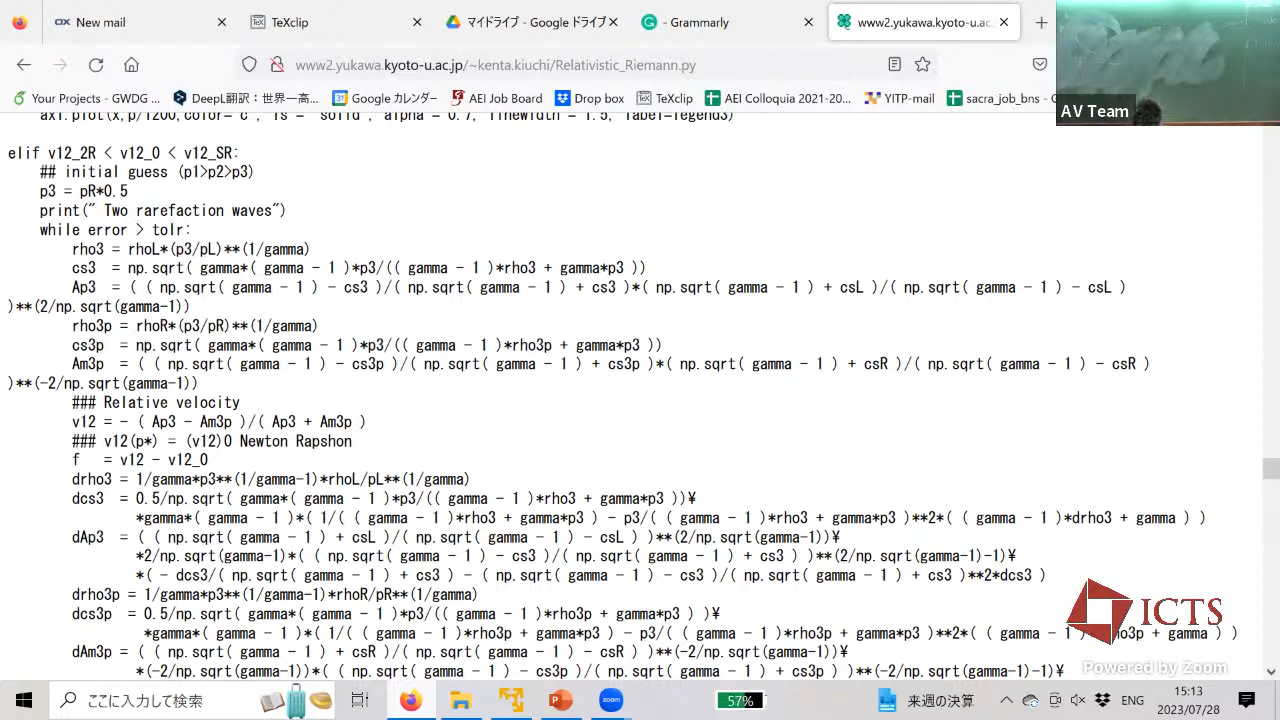 New mail
TeXclip
マイドライブ - Google ドライブ
- Grammarly
www2.yukawa.kyoto-u.ac.
www2.yukawa.kyoto-u.ac.jp/~kenta.kiuchi/Relativistic_Riemann.py
Your Projects - GWDG ...
DeepL翻訳：世界一高...
Google カレンダー
AEI Job Board
Drop box
TeXclip
AEI Colloquia 2021-20...
YITP-mail
sacra_job_bns -
AV Team
ax1.plot(x,p/1200,color='c', ls = 'solid', alfa = 0.7, linewidth = 1.5, label=legend3)
elif v12_2R < v12_0 < v12_SR:
## initial guess (p1>p2>p3)
p3 = pR*0.5
print(" Two rarefaction waves")
while error > tolr:
rho3 = rhoL*(p3/pL)**(1/gamma)
cs3 = np.sqrt( gamma*( gamma - 1 )*p3/(( gamma - 1 )*rho3 + gamma*p3 ))
Ap3 = ( ( np.sqrt( gamma - 1 ) - cs3 )/( np.sqrt( gamma - 1 ) + cs3 )*( np.sqrt( gamma - 1 ) + csL )/( np.sqrt( gamma - 1 ) - csL )
)**(2/np.sqrt(gamma-1))
rho3p = rhoR*(p3/pR)**(1/gamma)
cs3p = np.sqrt( gamma*( gamma - 1 )*p3/(( gamma - 1 )*rho3p + gamma*p3 ))
Am3p = ( ( np.sqrt( gamma - 1 ) - cs3p )/( np.sqrt( gamma - 1 ) + cs3p )*( np.sqrt( gamma - 1 ) + csR )/( np.sqrt( gamma - 1 ) - csR )
)**(-2/np.sqrt(gamma-1))
### Relative velocity
v12 = - ( Ap3 - Am3p )/( Ap3 + Am3p )
### v12(p*) = (v12)0 Newton Rapshon
f = v12 - v12_0
drho3 = 1/gamma*p3**(1/gamma-1)*rhoL/pL**(1/gamma)
dcs3 = 0.5/np.sqrt( gamma*( gamma - 1 )*p3/(( gamma - 1 )*rho3 + gamma*p3 ))¥
*gamma*( gamma - 1 )*( 1/( ( gamma - 1 )*rho3 + gamma*p3 ) - p3/( ( gamma - 1 )*rho3 + gamma*p3 )**2*( ( gamma - 1 )*drho3 + gamma ) )
dAp3 = ( ( np.sqrt( gamma - 1 ) + csL )/( np.sqrt( gamma - 1 ) - csL ) )**(2/np.sqrt(gamma-1))¥
*2/np.sqrt(gamma-1)*( ( np.sqrt( gamma - 1 ) - cs3 )/( np.sqrt( gamma - 1 ) + cs3 ) )**(2/np.sqrt(gamma-1)-1)¥
*( - dcs3/( np.sqrt( gamma - 1 ) + cs3 ) - ( np.sqrt( gamma - 1 ) - cs3 )/( np.sqrt( gamma - 1 ) + cs3 )**2*dcs3 )
drho3p = 1/gamma*p3**(1/gamma-1)*rhoR/pR**(1/gamma)
dcs3p = 0.5/np.sqrt( gamma*( gamma - 1 )*p3/(( gamma - 1 )*rho3p + gamma*p3 ) )¥
*gamma*( gamma - 1 )*( 1/( ( gamma - 1 )*rho3p + gamma*p3 ) - p3/( ( gamma - 1 )*rho3p + gamma*p3 )**2*( ( gamma - 1 ho3p + gamma ) )
dAm3p = ( ( np.sqrt( gamma - 1 ) + csR )/( np.sqrt( gamma - 1 ) - csR ) )**(-2/np.sqrt(gamma-1))¥
*(-2/np.sqrt(gamma-1))*( ( np.sqrt( gamma - 1 ) - cs3p )/( np.sqrt( gamma - 1 ) + cs3p ) )**(-2/np.sqrt(gamma-1)-1)¥
ICTS
Powered by Zoom
ここに入力して検索
zoom
57%
来週の決算
ENG
15:13
2023/07/28